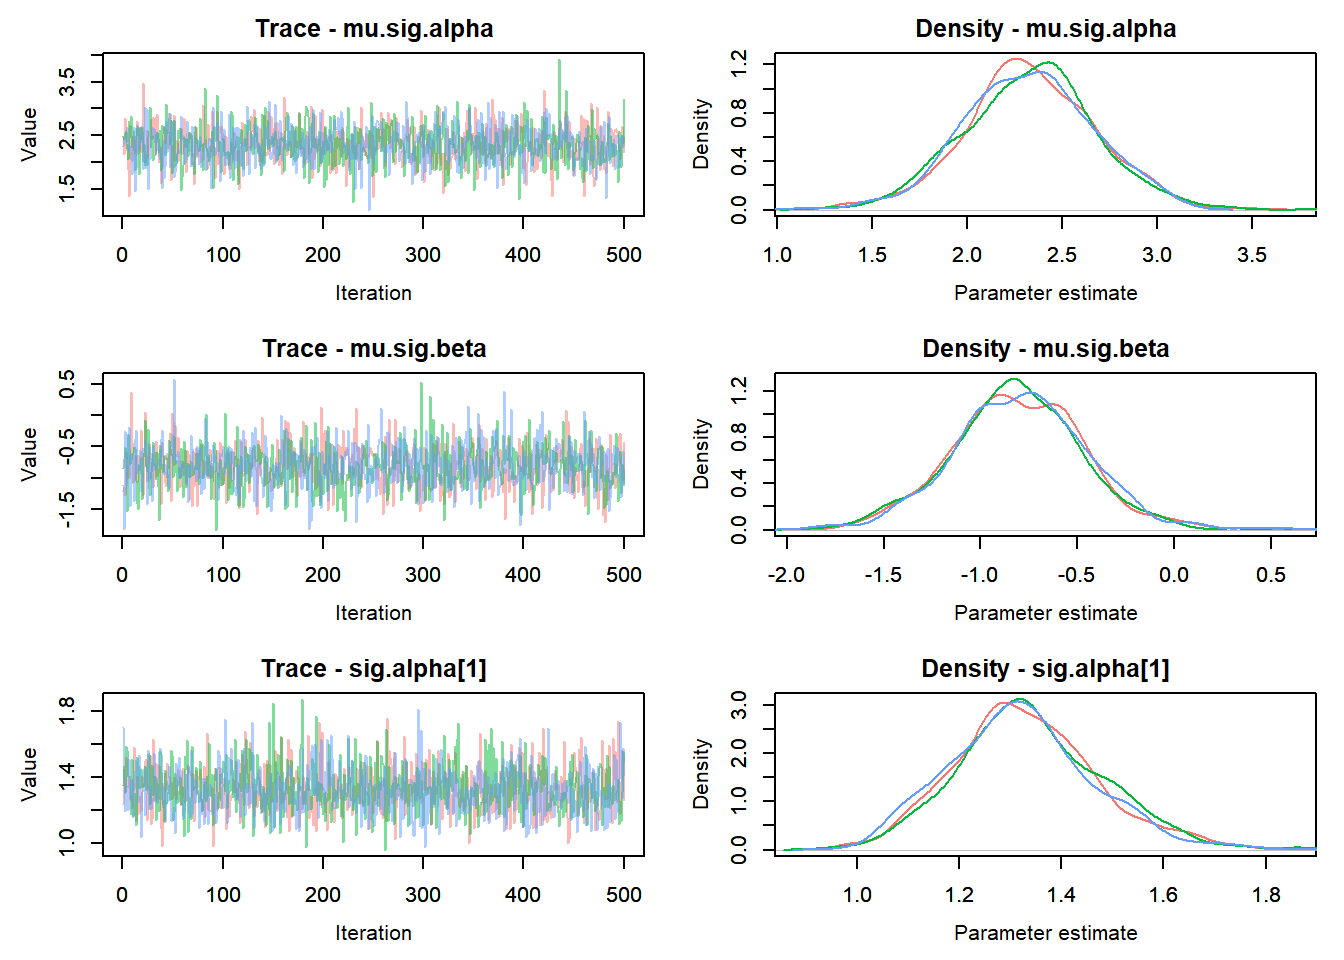 Trace - mu.sig.alpha
Value
1.5 2.5 3.5
0 100 200 300 400 500
Iteration
Density - mu.sig.alpha
Density
0.0 0.4 0.8 1.2
1.0 1.5 2.0 2.5 3.0 3.5
Parameter estimate
Trace - mu.sig.beta
Value
-1.5 -0.5 0.5
0 100 200 300 400 500
Iteration
Density - mu.sig.beta
Density
0.0 0.4 0.8 1.2
-2.0 -1.5 -1.0 -0.5 0.0 0.5
Parameter estimate
Trace - sig.alpha[1]
Value
1.0 1.4 1.8
0 100 200 300 400 500
Iteration
Density - sig.alpha[1]
Density
0.0 1.0 2.0 3.0
1.0 1.2 1.4 1.6 1.8
Parameter estimate